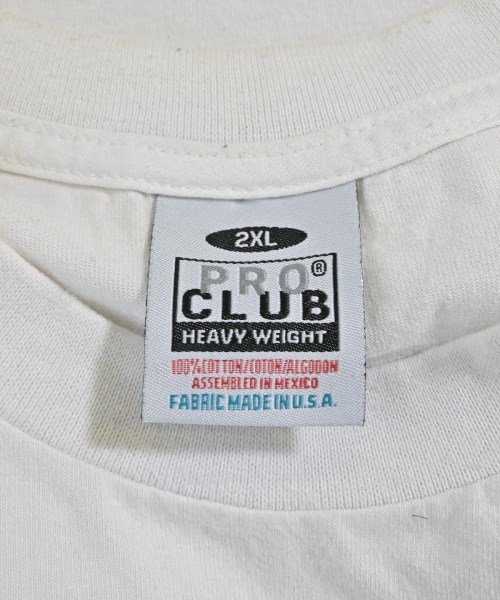 2XL
PRO®
CLUB
HEAVY WEIGHT
100% COTTON/COTON/ALGODON
ASSEMBLED IN MEXICO
FABRIC MADE IN U.S.A.